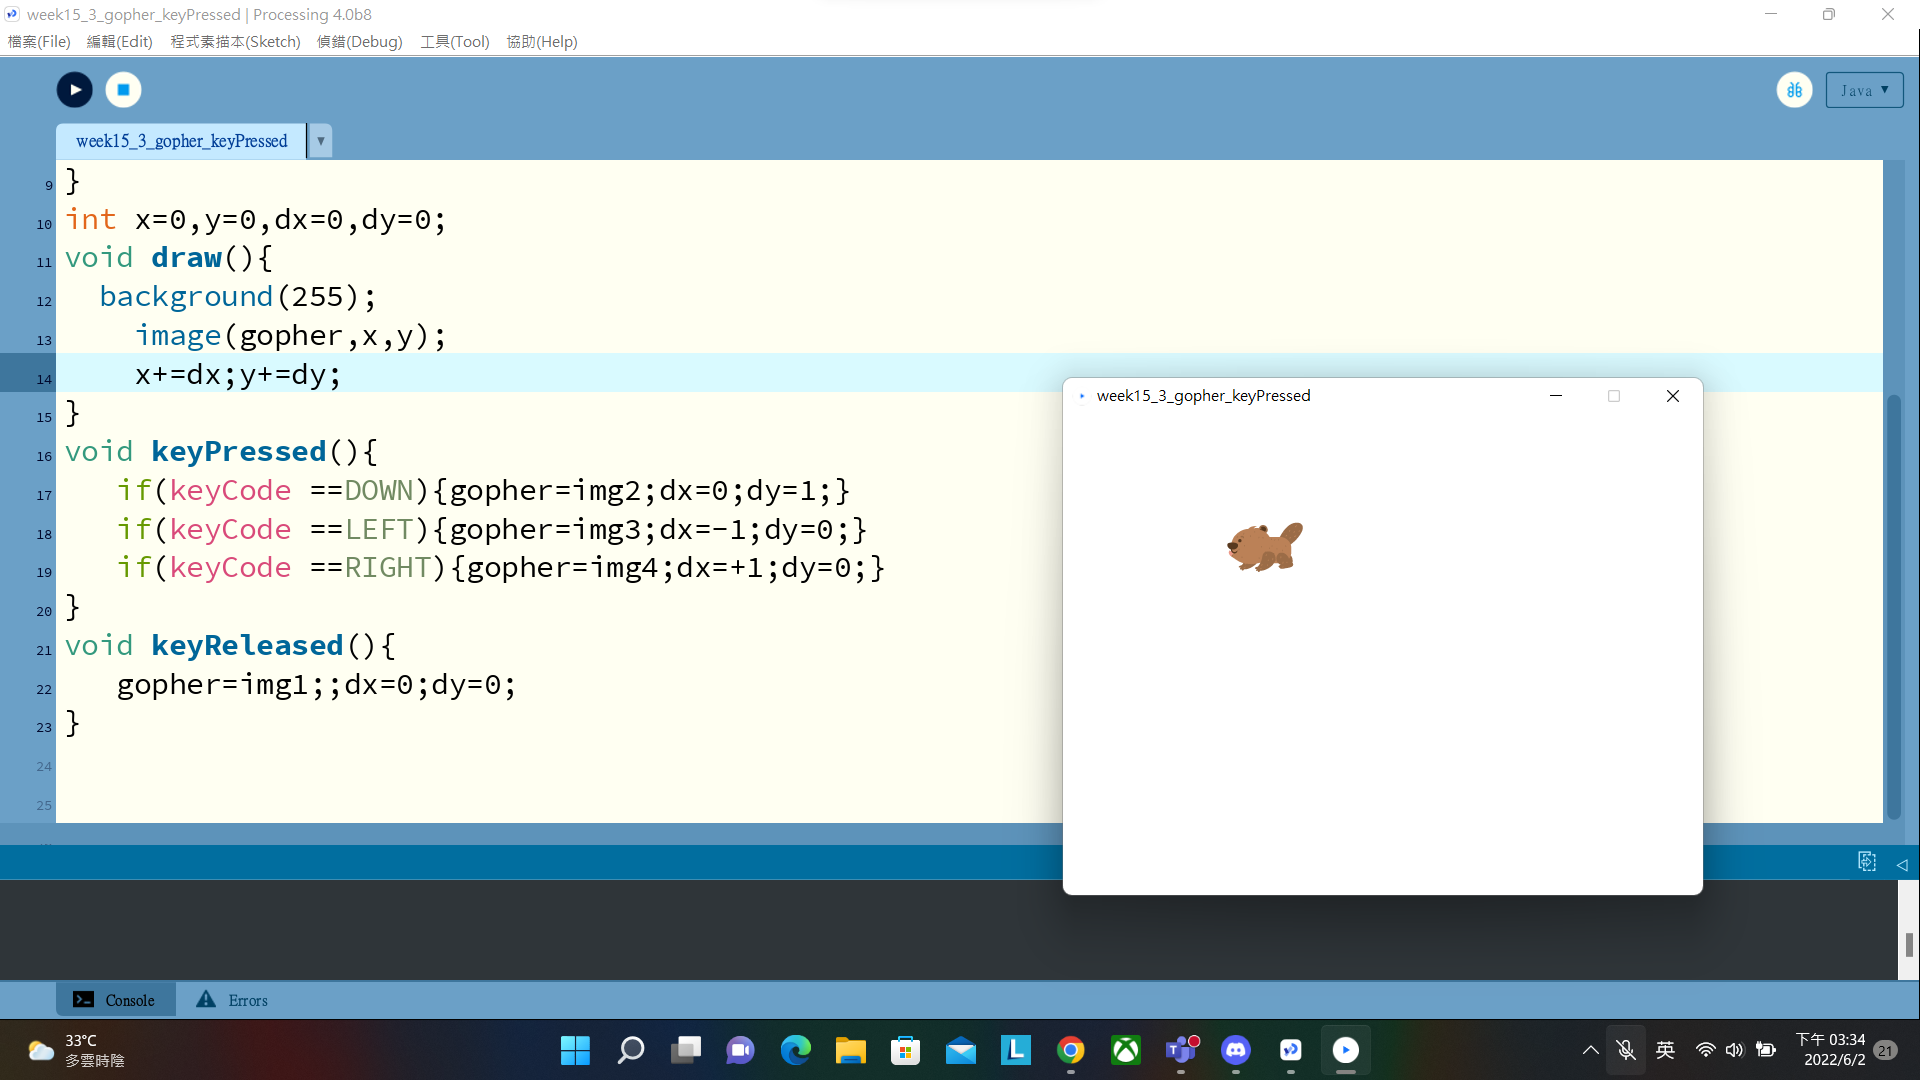 week15_3_gopher_keyPressed | Processing 4.0b8
檔案(File) 編輯(Edit) 程式素描本(Sketch) 偵錯(Debug) 工具(Tool) 協助(Help)
Java ▼
week15_3_gopher_keyPressed ▼
9 }
10 int x=0,y=0,dx=0,dy=0;
11 void draw(){
12 background(255);
13 image(gopher,x,y);
14 x+=dx;y+=dy;
15 }
16 void keyPressed(){
17 if(keyCode ==DOWN){gopher=img2;dx=0;dy=1;}
18 if(keyCode ==LEFT){gopher=img3;dx=-1;dy=0;}
19 if(keyCode ==RIGHT){gopher=img4;dx=+1;dy=0;}
20 }
21 void keyReleased(){
22 gopher=img1;;dx=0;dy=0;
23 }
24
25
week15_3_gopher_keyPressed
Console Errors
33°C
多雲時陰
英
下午 03:34
2022/6/2
21